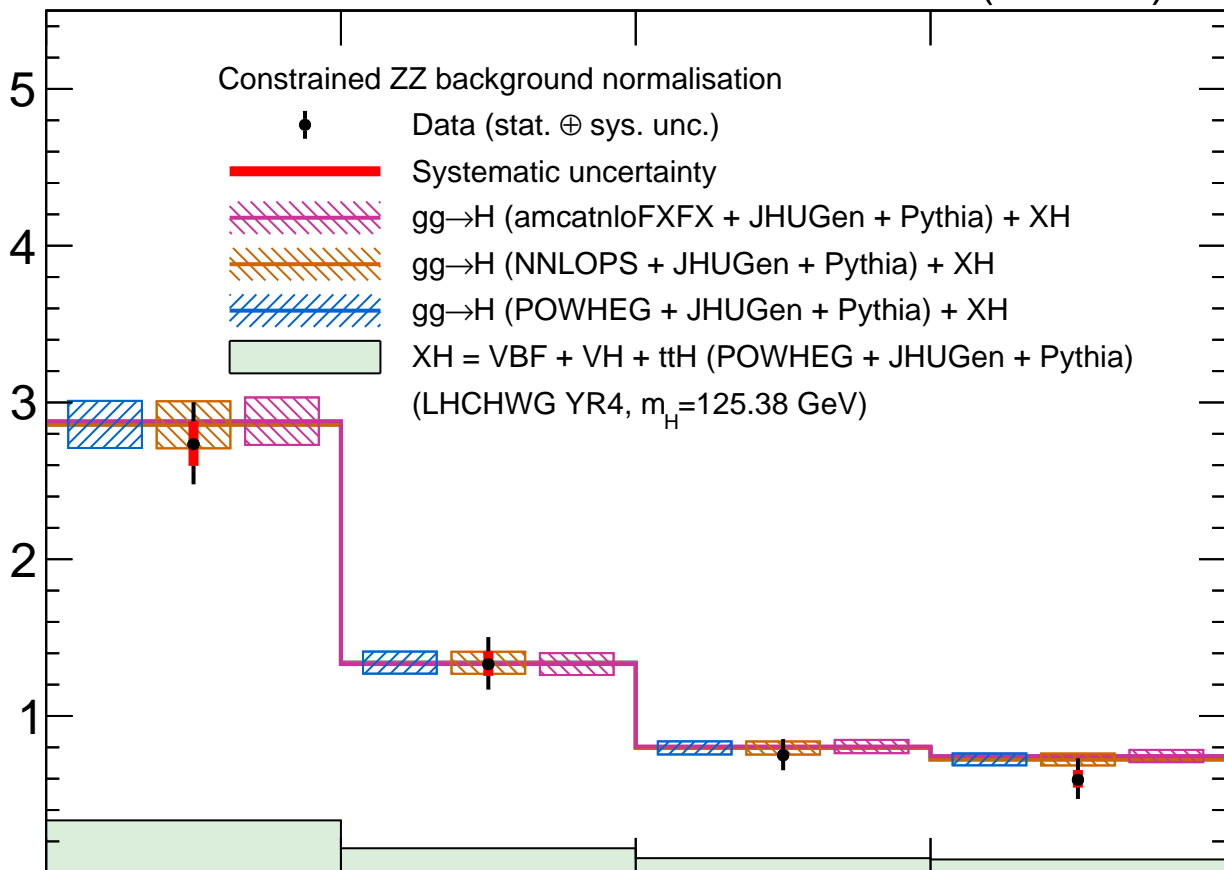 5
4
3
2
1
Constrained ZZ background normalisation
Data (stat. ⊕ sys. unc.)
Systematic uncertainty
gg→H (amcatnloFXFX + JHUGen + Pythia) + XH
gg→H (NNLOPS + JHUGen + Pythia) + XH
gg→H (POWHEG + JHUGen + Pythia) + XH
XH = VBF + VH + ttH (POWHEG + JHUGen + Pythia)
(LHCHWG YR4, m_H=125.38 GeV)